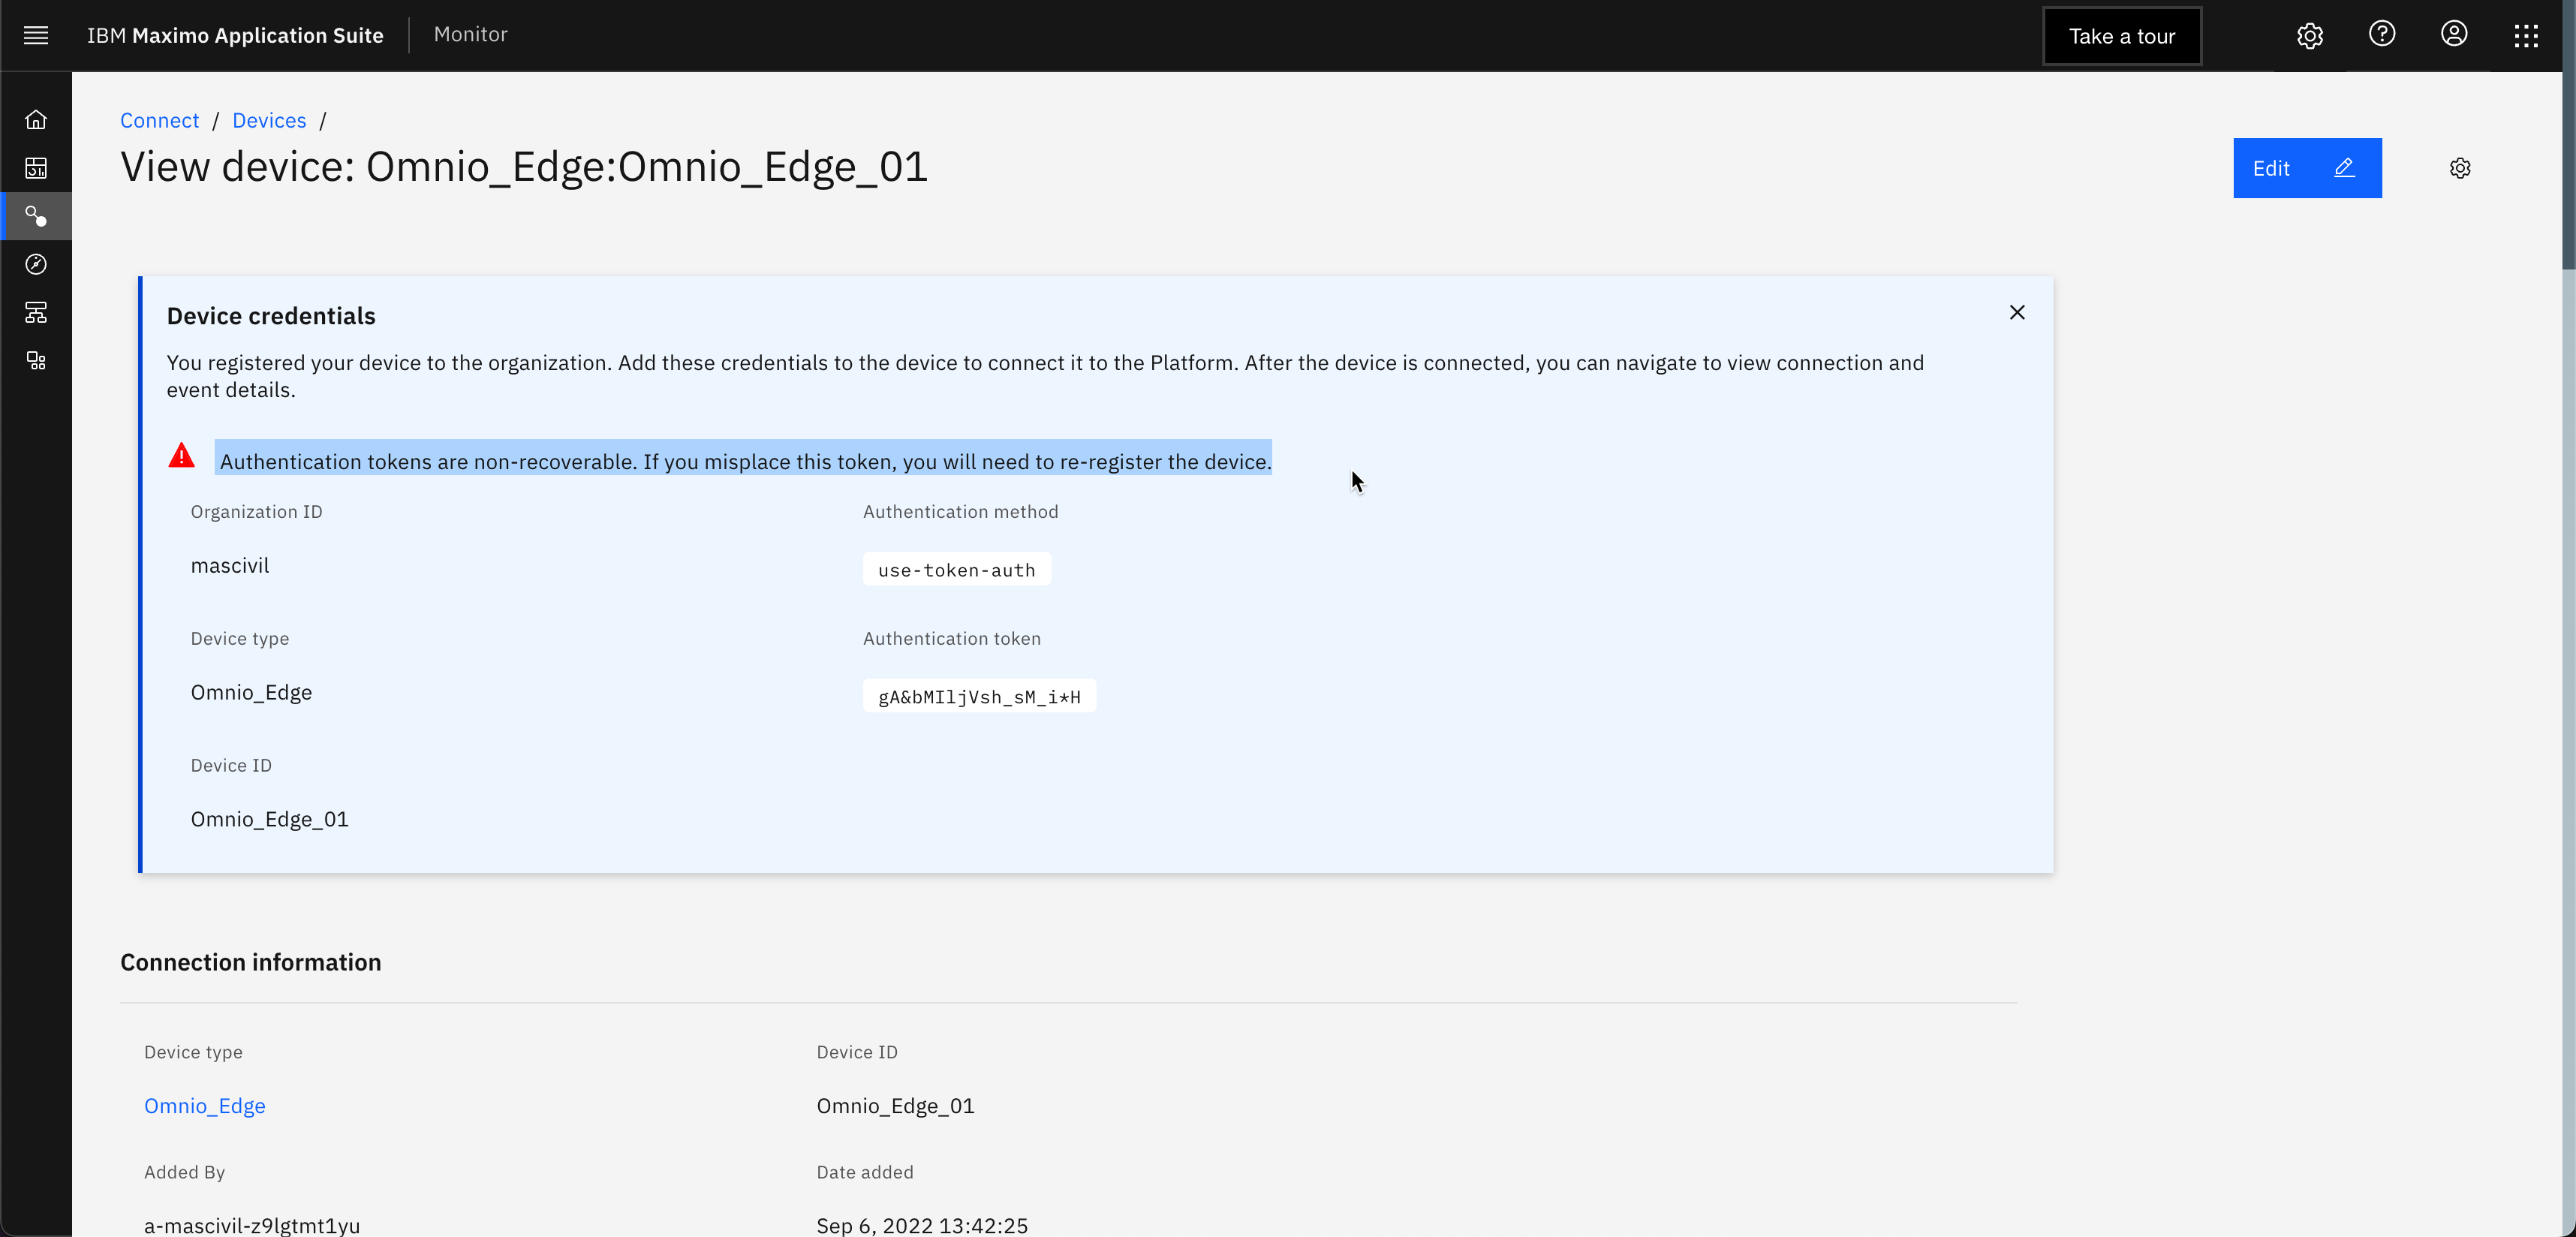 IBM Maximo Application Suite
Monitor
Take a tour
Connect / Devices /
View device: Omnio_Edge:Omnio_Edge_01
Edit
Device credentials
You registered your device to the organization. Add these credentials to the device to connect it to the Platform. After the device is connected, you can navigate to view connection and
event details.
Authentication tokens are non-recoverable. If you misplace this token, you will need to re-register the device.
Organization ID
Authentication method
mascivil
use-token-auth
Device type
Authentication token
Omnio_Edge
gA&bMIljVsh_sM_i*H
Device ID
Omnio_Edge_01
Connection information
Device type
Device ID
Omnio_Edge
Omnio_Edge_01
Added By
Date added
a-mascivil-z9lgtmt1yu
Sep 6, 2022 13:42:25